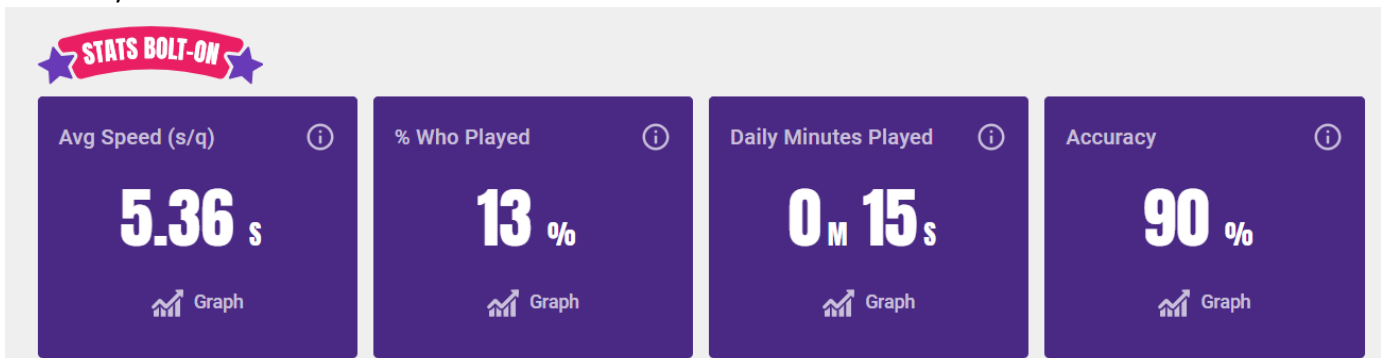 STATS BOLT-ON
Avg Speed (s/q)
5.36 s
Graph
% Who Played
13 %
Graph
Daily Minutes Played
0 M 15 S
Graph
Accuracy
90 %
Graph